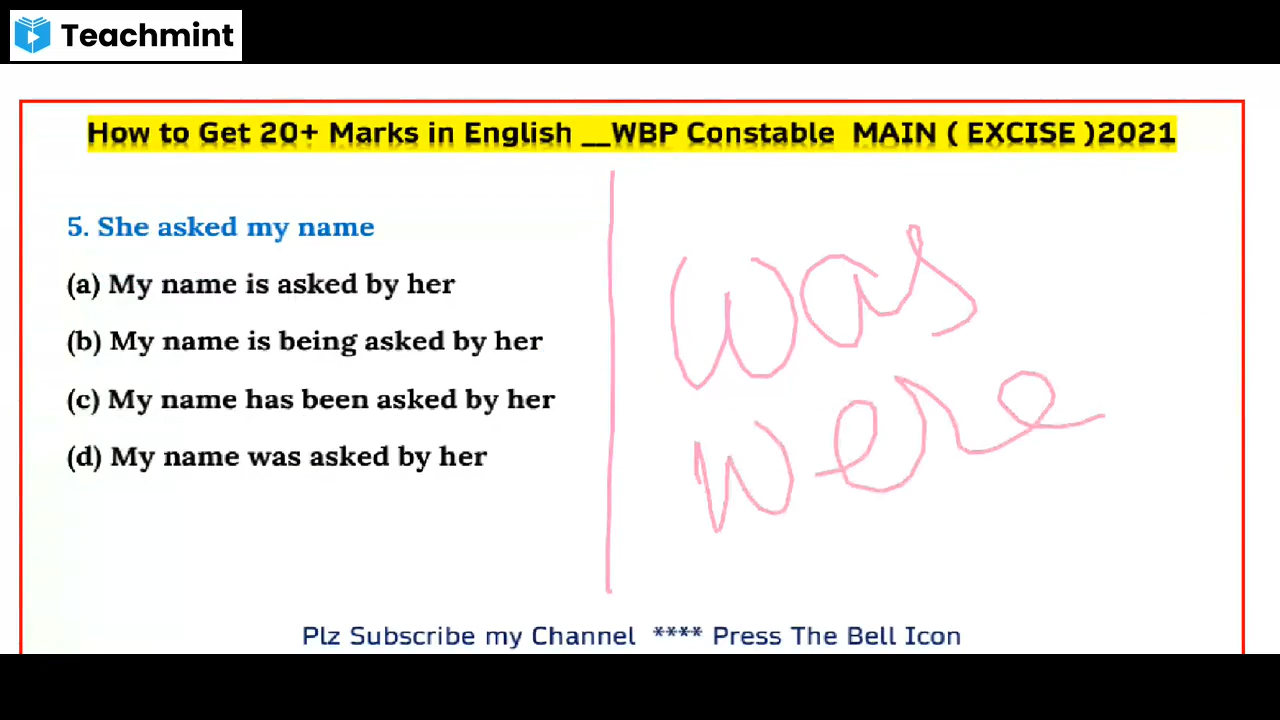 Teachmint
How to Get 20+ Marks in English __WBP Constable MAIN ( EXCISE )2021
5. She asked my name
(a) My name is asked by her
(b) My name is being asked by her
(c) My name has been asked by her
(d) My name was asked by her
was
were
Plz Subscribe my Channel **** Press The Bell Icon